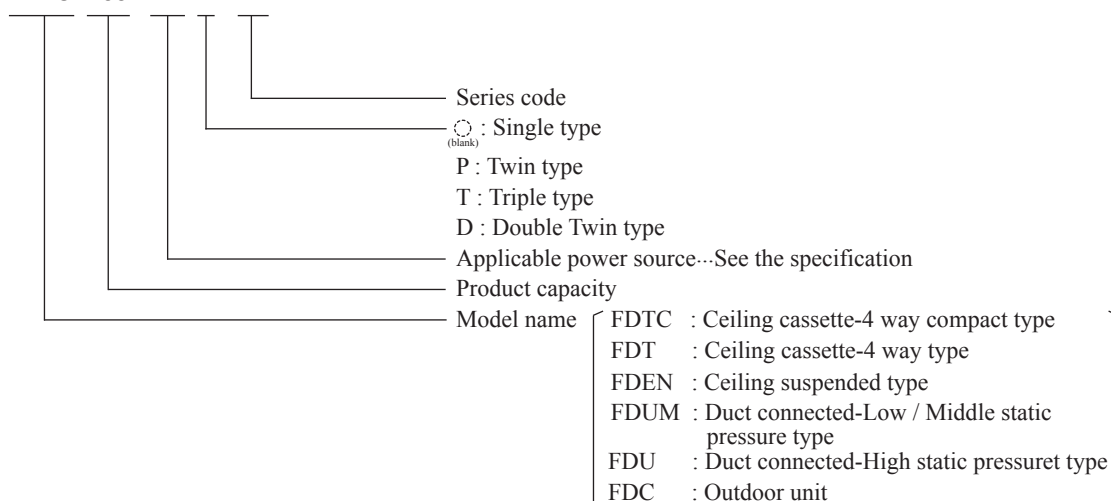 Series code
: Single type
(blank)
P : Twin type
T : Triple type
D : Double Twin type
Applicable power source···See the specification
Product capacity
Model name
FDTC : Ceiling cassette-4 way compact type
FDT : Ceiling cassette-4 way type
FDEN : Ceiling suspended type
FDUM : Duct connected-Low / Middle static
pressure type
FDU : Duct connected-High static pressuret type
FDC : Outdoor unit